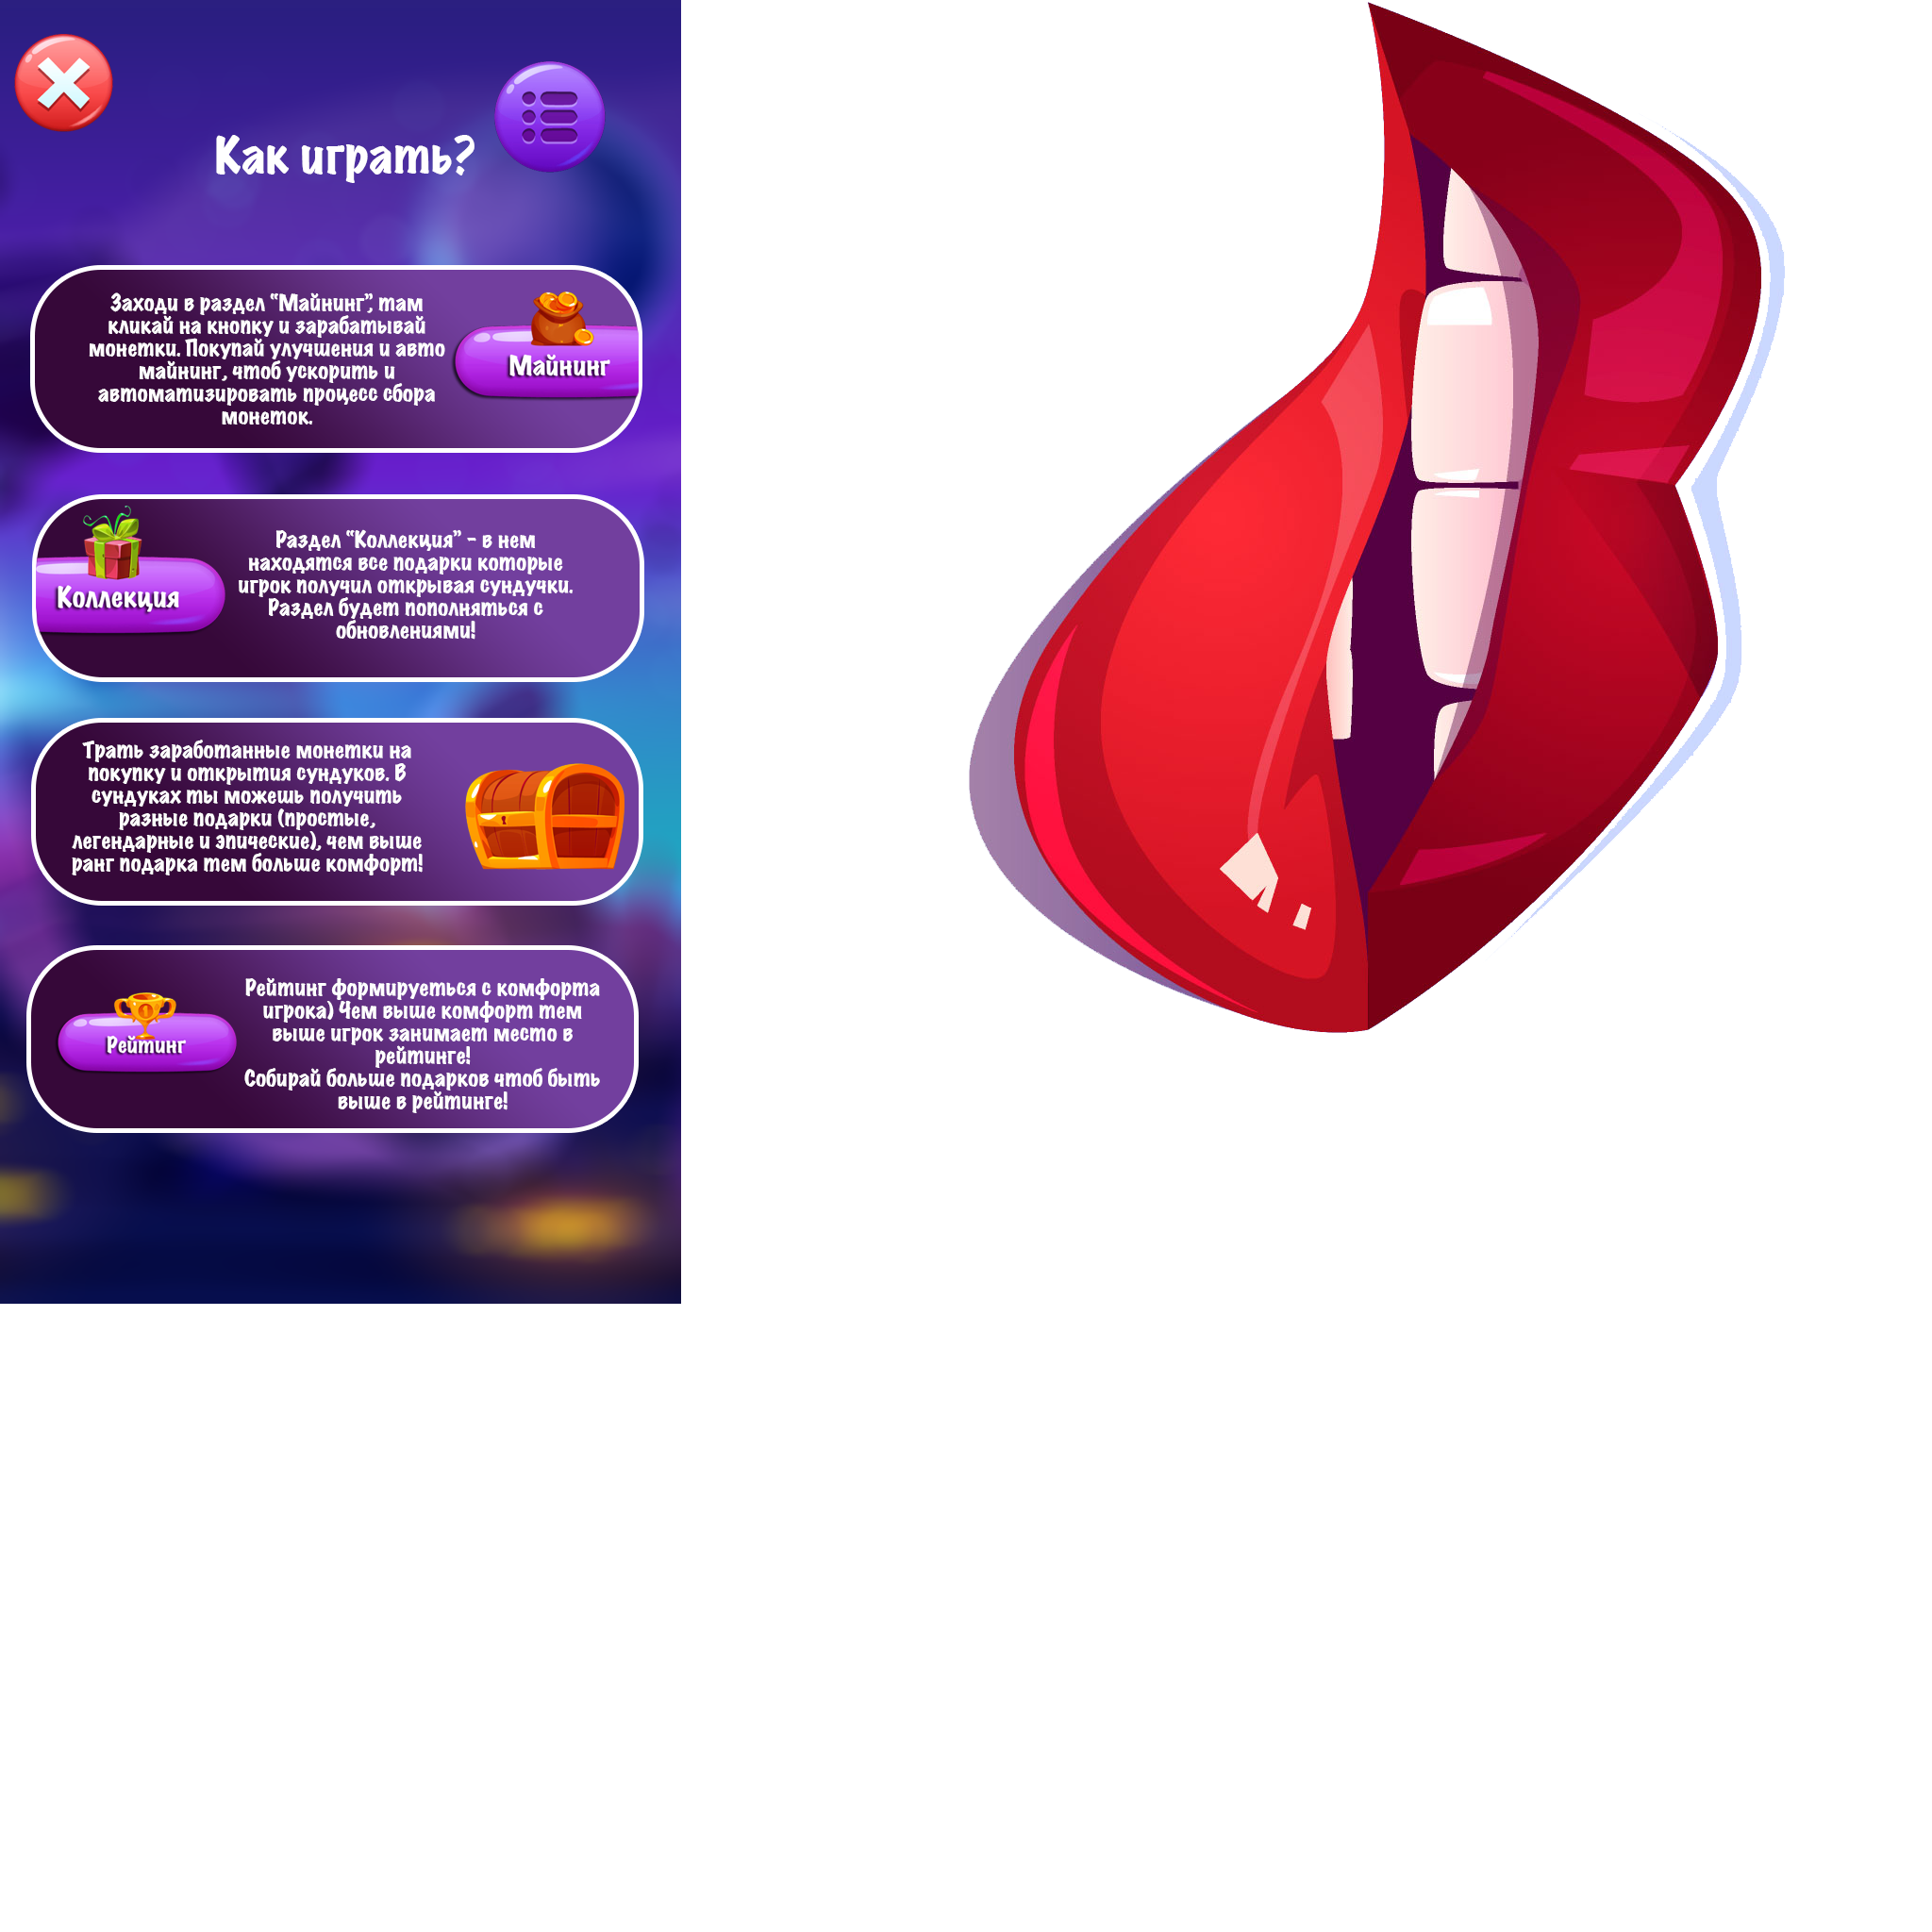 Как играть?
Заходи в раздел “Майнинг”, там
кликай на кнопку и зарабатывай
монетки. Покупай улучшения и авто
майнинг, чтоб ускорить и
автоматизировать процесс сбора
монеток.
Майнинг
Коллекция
Раздел “Коллекция” - в нем
находятся все подарки которые
игрок получил открывая сундучки.
Раздел будет пополняться с
обновлениями!
Трать заработанные монетки на
покупку и открытия сундуков. В
сундуках ты можешь получить
разные подарки (простые,
легендарные и эпические), чем выше
ранг подарка тем больше комфорт!
Рейтинг
Рейтинг формируеться с комфорта
игрока) Чем выше комфорт тем
выше игрок занимает место в
рейтинге!
Собирай больше подарков чтоб быть
выше в рейтинге!